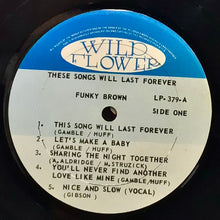 WILD
FLOWER
THESE SONGS WILL LAST FOREVER
FUNKY BROWN
LP-379-A
SIDE ONE
1. THIS SONG WILL LAST FOREVER
(GAMBLE / HUFF)
2. LET'S MAKE A BABY
(GAMBLE / HUFF)
3. SHARING THE NIGHT TOGETHER
(A. ALDRIDGE / M. STRUZICK)
4. YOU'LL NEVER FIND ANOTHER
LOVE LIKE MINE (GAMBLE/HUFF)
5. NICE AND SLOW (VOCAL)
(GIBSON)